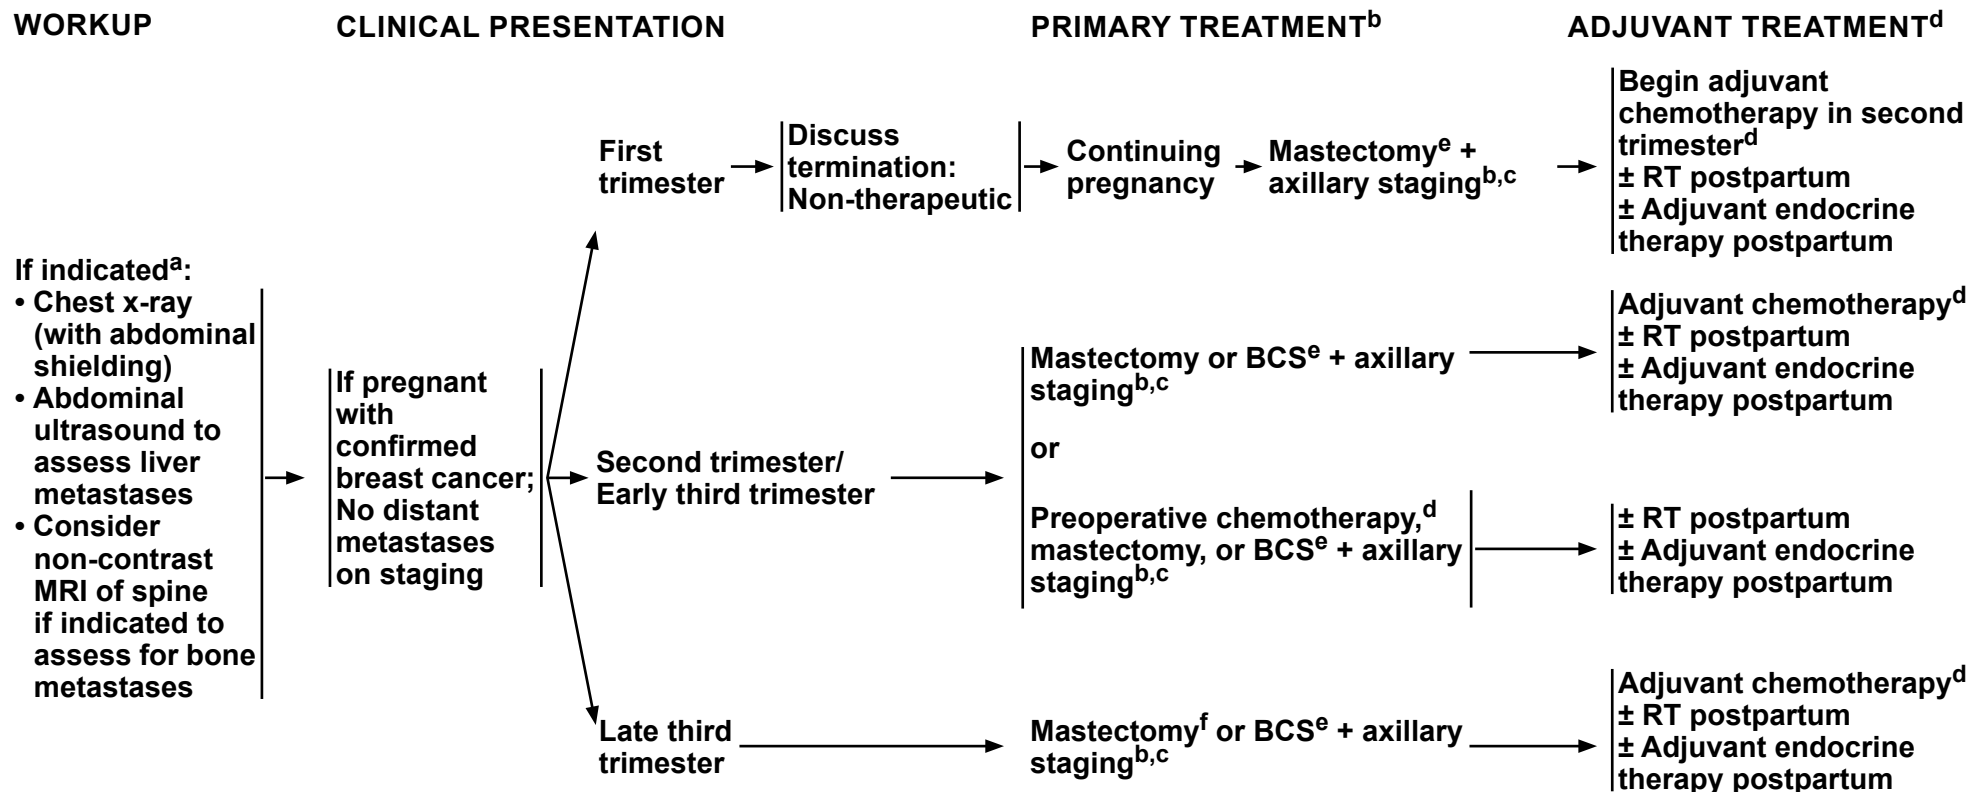 WORKUP
CLINICAL PRESENTATION
PRIMARY TREATMENTb
ADJUVANT TREATMENTd
If indicateda:
• Chest x-ray
(with abdominal
shielding)
• Abdominal
ultrasound to
assess liver
metastases
• Consider
non-contrast
MRI of spine
if indicated to
assess for bone
metastases
If pregnant
with
confirmed
breast cancer;
No distant
metastases
on staging
First
trimester
Discuss
termination:
Non-therapeutic
Continuing
pregnancy
Mastectomye +
axillary stagingb,c
Begin adjuvant
chemotherapy in second
trimesterd
± RT postpartum
± Adjuvant endocrine
therapy postpartum
Second trimester/
Early third trimester
Mastectomy or BCSe + axillary
stagingb,c
or
Preoperative chemotherapy,d
mastectomy, or BCSe + axillary
stagingb,c
Adjuvant chemotherapyd
± RT postpartum
± Adjuvant endocrine
therapy postpartum
± RT postpartum
± Adjuvant endocrine
therapy postpartum
Late third
trimester
Mastectomyf or BCSe + axillary
stagingb,c
Adjuvant chemotherapyd
± RT postpartum
± Adjuvant endocrine
therapy postpartum